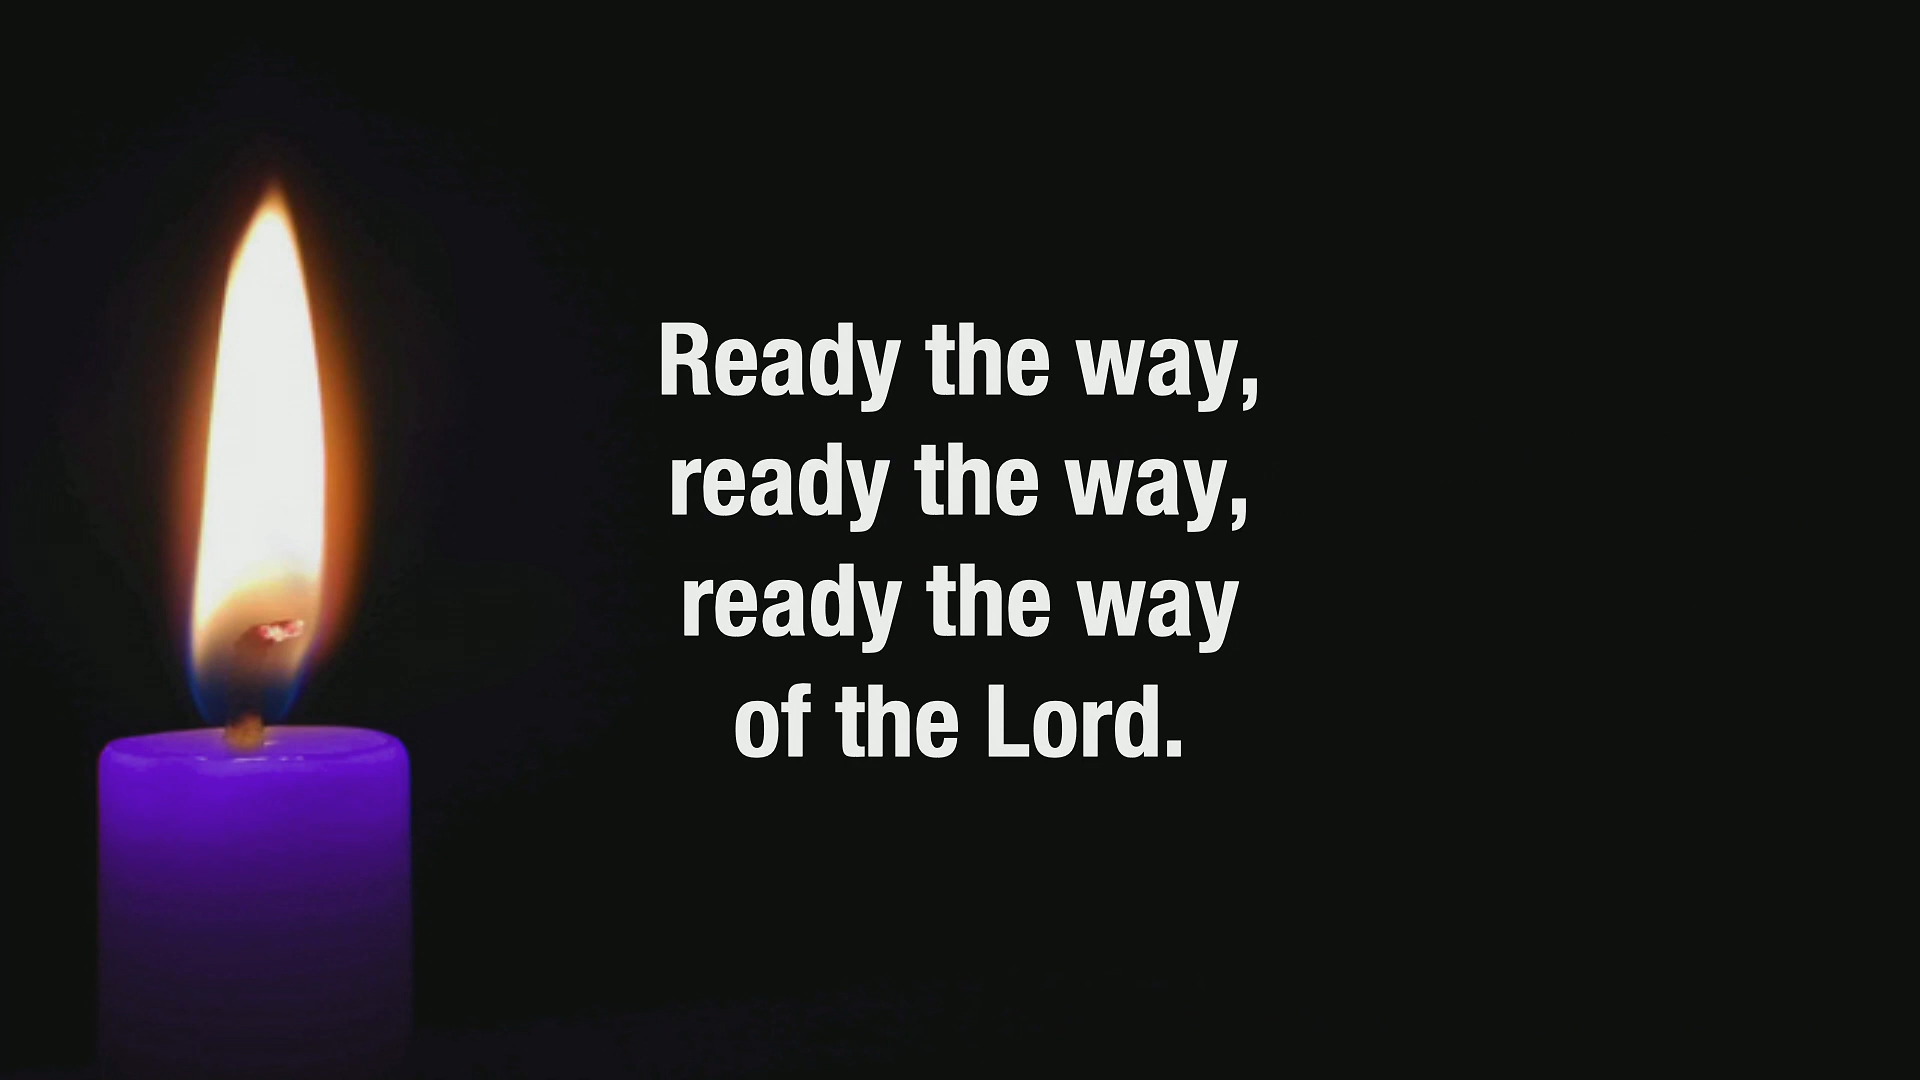 Ready the way,
ready the way,
ready the way
of the Lord.